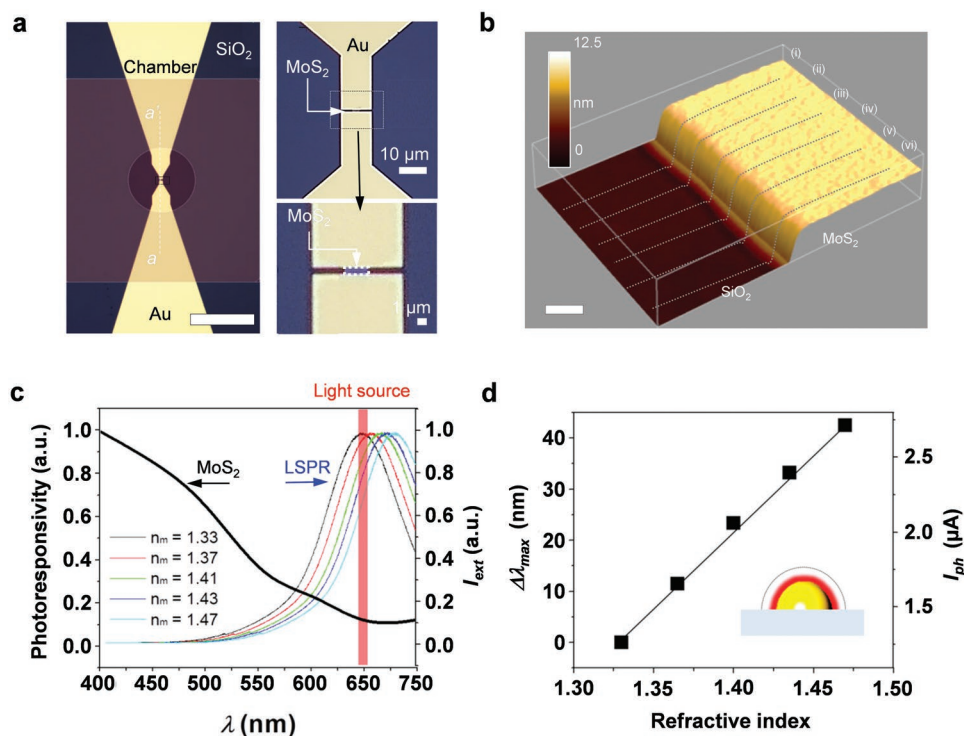 a
SiO2
Chamber
a´
a
Au
Au
MoS2
10 µm
MoS2
1 µm
b
12.5
nm
0
(i)
(ii)
(iii)
(iv)
(v)
(vi)
MoS2
SiO2
c
Light source
Photoresponsivity (a.u.)
1.0
0.8
0.6
0.4
0.2
0.0
MoS2
LSPR
nm = 1.33
nm = 1.37
nm = 1.41
nm = 1.43
nm = 1.47
1.0
0.8
0.6
0.4
0.2
0.0
Iext (a.u.)
400 450 500 550 600 650 750
λ (nm)
d
Δλmax (nm)
40
30
20
10
0
2.5
2.0
1.5
Iph (µA)
1.30 1.35 1.40 1.45 1.50
Refractive index